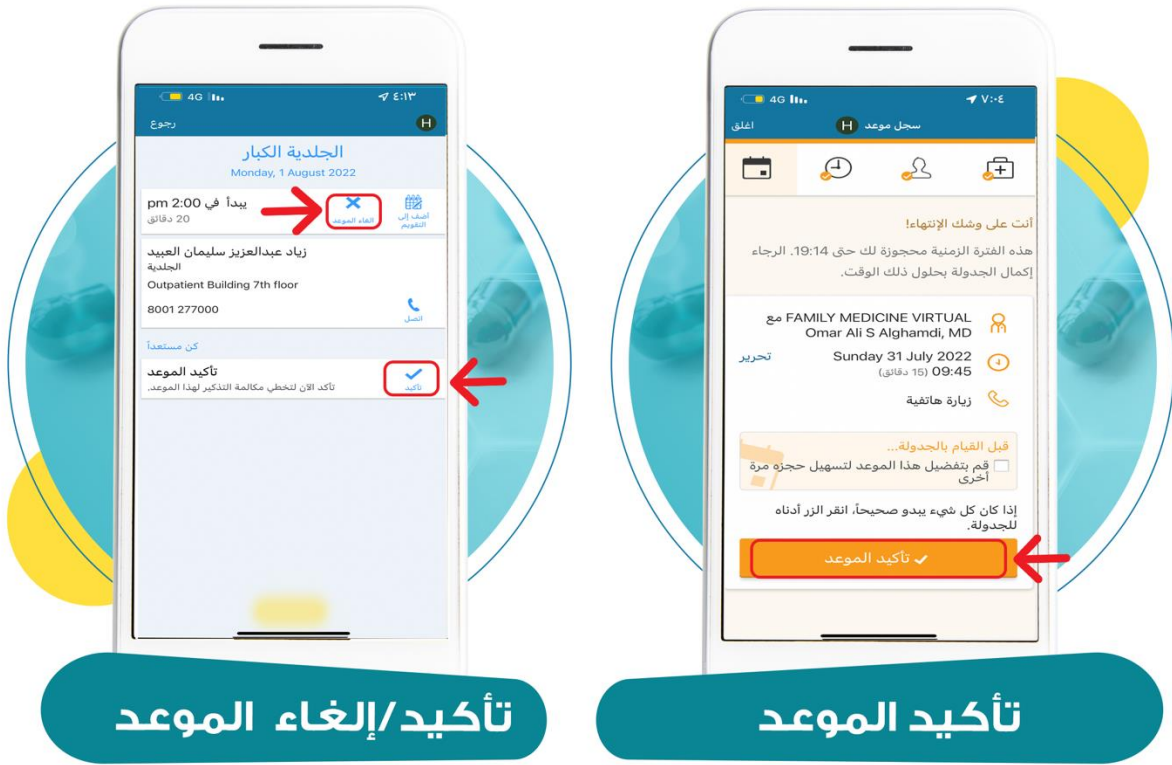 4G ٧:٠٤
سجل موعد H اغلق
أنت على وشك الإنتهاء!
هذه الفترة الزمنية محجوزة لك حتى 19:14. الرجاء
إكمال الجدولة بحلول ذلك الوقت.
FAMILY MEDICINE VIRTUAL مع
Omar Ali S Alghamdi, MD
Sunday 31 July 2022 تحرير
09:45 (15 دقائق)
زيارة هاتفية
قبل القيام بالجدولة...
قم بتفضيل هذا الموعد لتسهيل حجزه مرة
أخرى
إذا كان كل شيء يبدو صحيحاً، انقر الزر أدناه
للجدولة.
تأكيد الموعد
تأكيد الموعد
4G ٤:١٣
H رجوع
الجلدية الكبار
Monday, 1 August 2022
أضف إلى
التقويم
الغاء الموعد
يبدأ في 2:00 pm
20 دقائق
زياد عبدالعزيز سليمان العبيد
الجلدية
Outpatient Building 7th floor
8001 277000
اتصل
كن مستعداً
تأكيد الموعد
تأكد الآن لتخطي مكالمة التذكير لهذا الموعد.
تأكيد
تأكيد/إلغاء الموعد